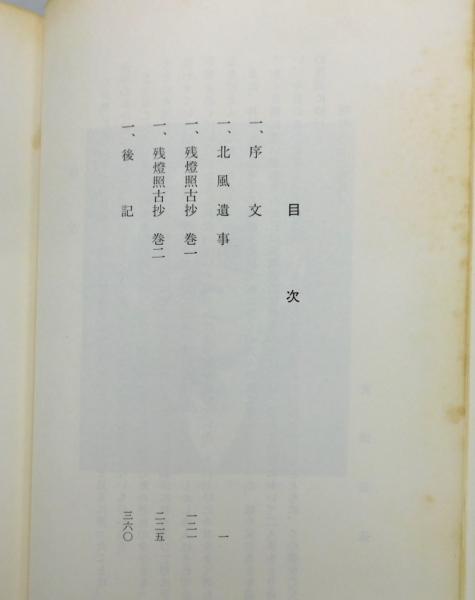 目次
一、序文
一、北風遺事 一
一、残燈照古抄 巻一 一二一
一、残燈照古抄 巻二 二二五
一、後記 三六〇